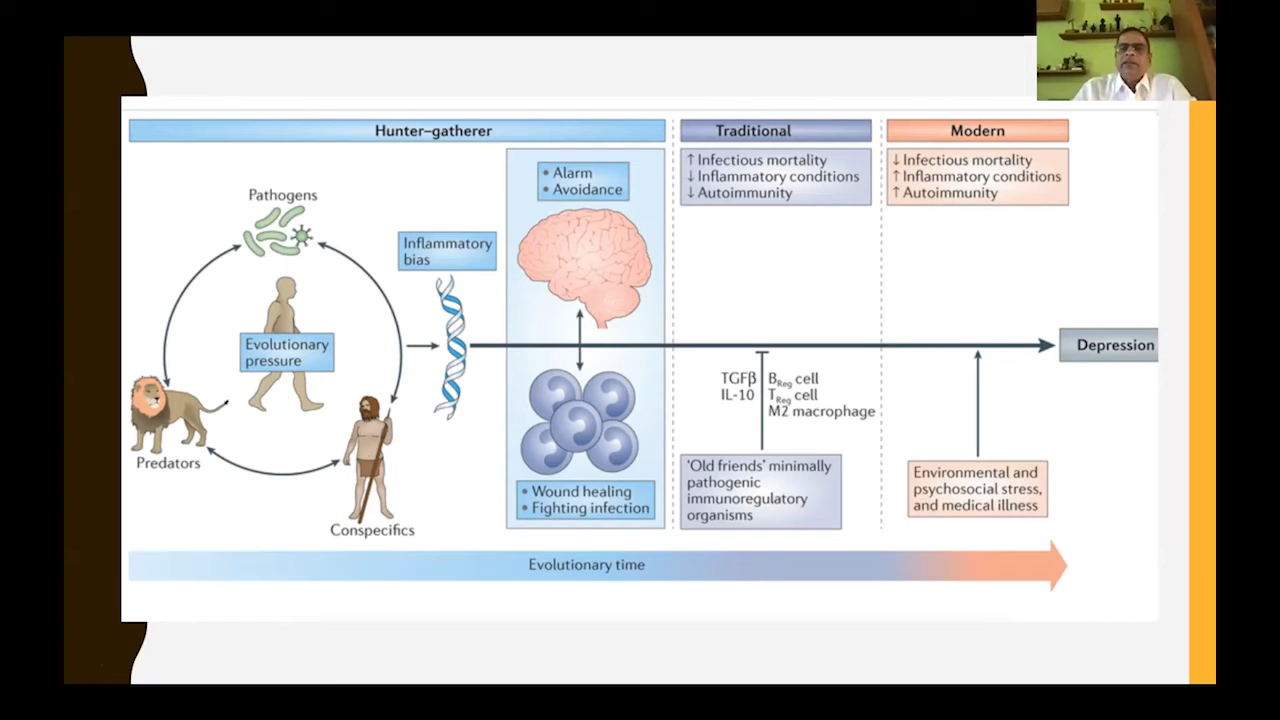 Hunter–gatherer
Pathogens
Evolutionary
pressure
Predators
Conspecifics
Inflammatory
bias
• Alarm
• Avoidance
• Wound healing
• Fighting infection
Traditional
↑ Infectious mortality
↓ Inflammatory conditions
↓ Autoimmunity
TGFβ
IL-10
BReg cell
TReg cell
M2 macrophage
'Old friends' minimally
pathogenic
immunoregulatory
organisms
Modern
↓ Infectious mortality
↑ Inflammatory conditions
↑ Autoimmunity
Environmental and
psychosocial stress,
and medical illness
Depression
Evolutionary time